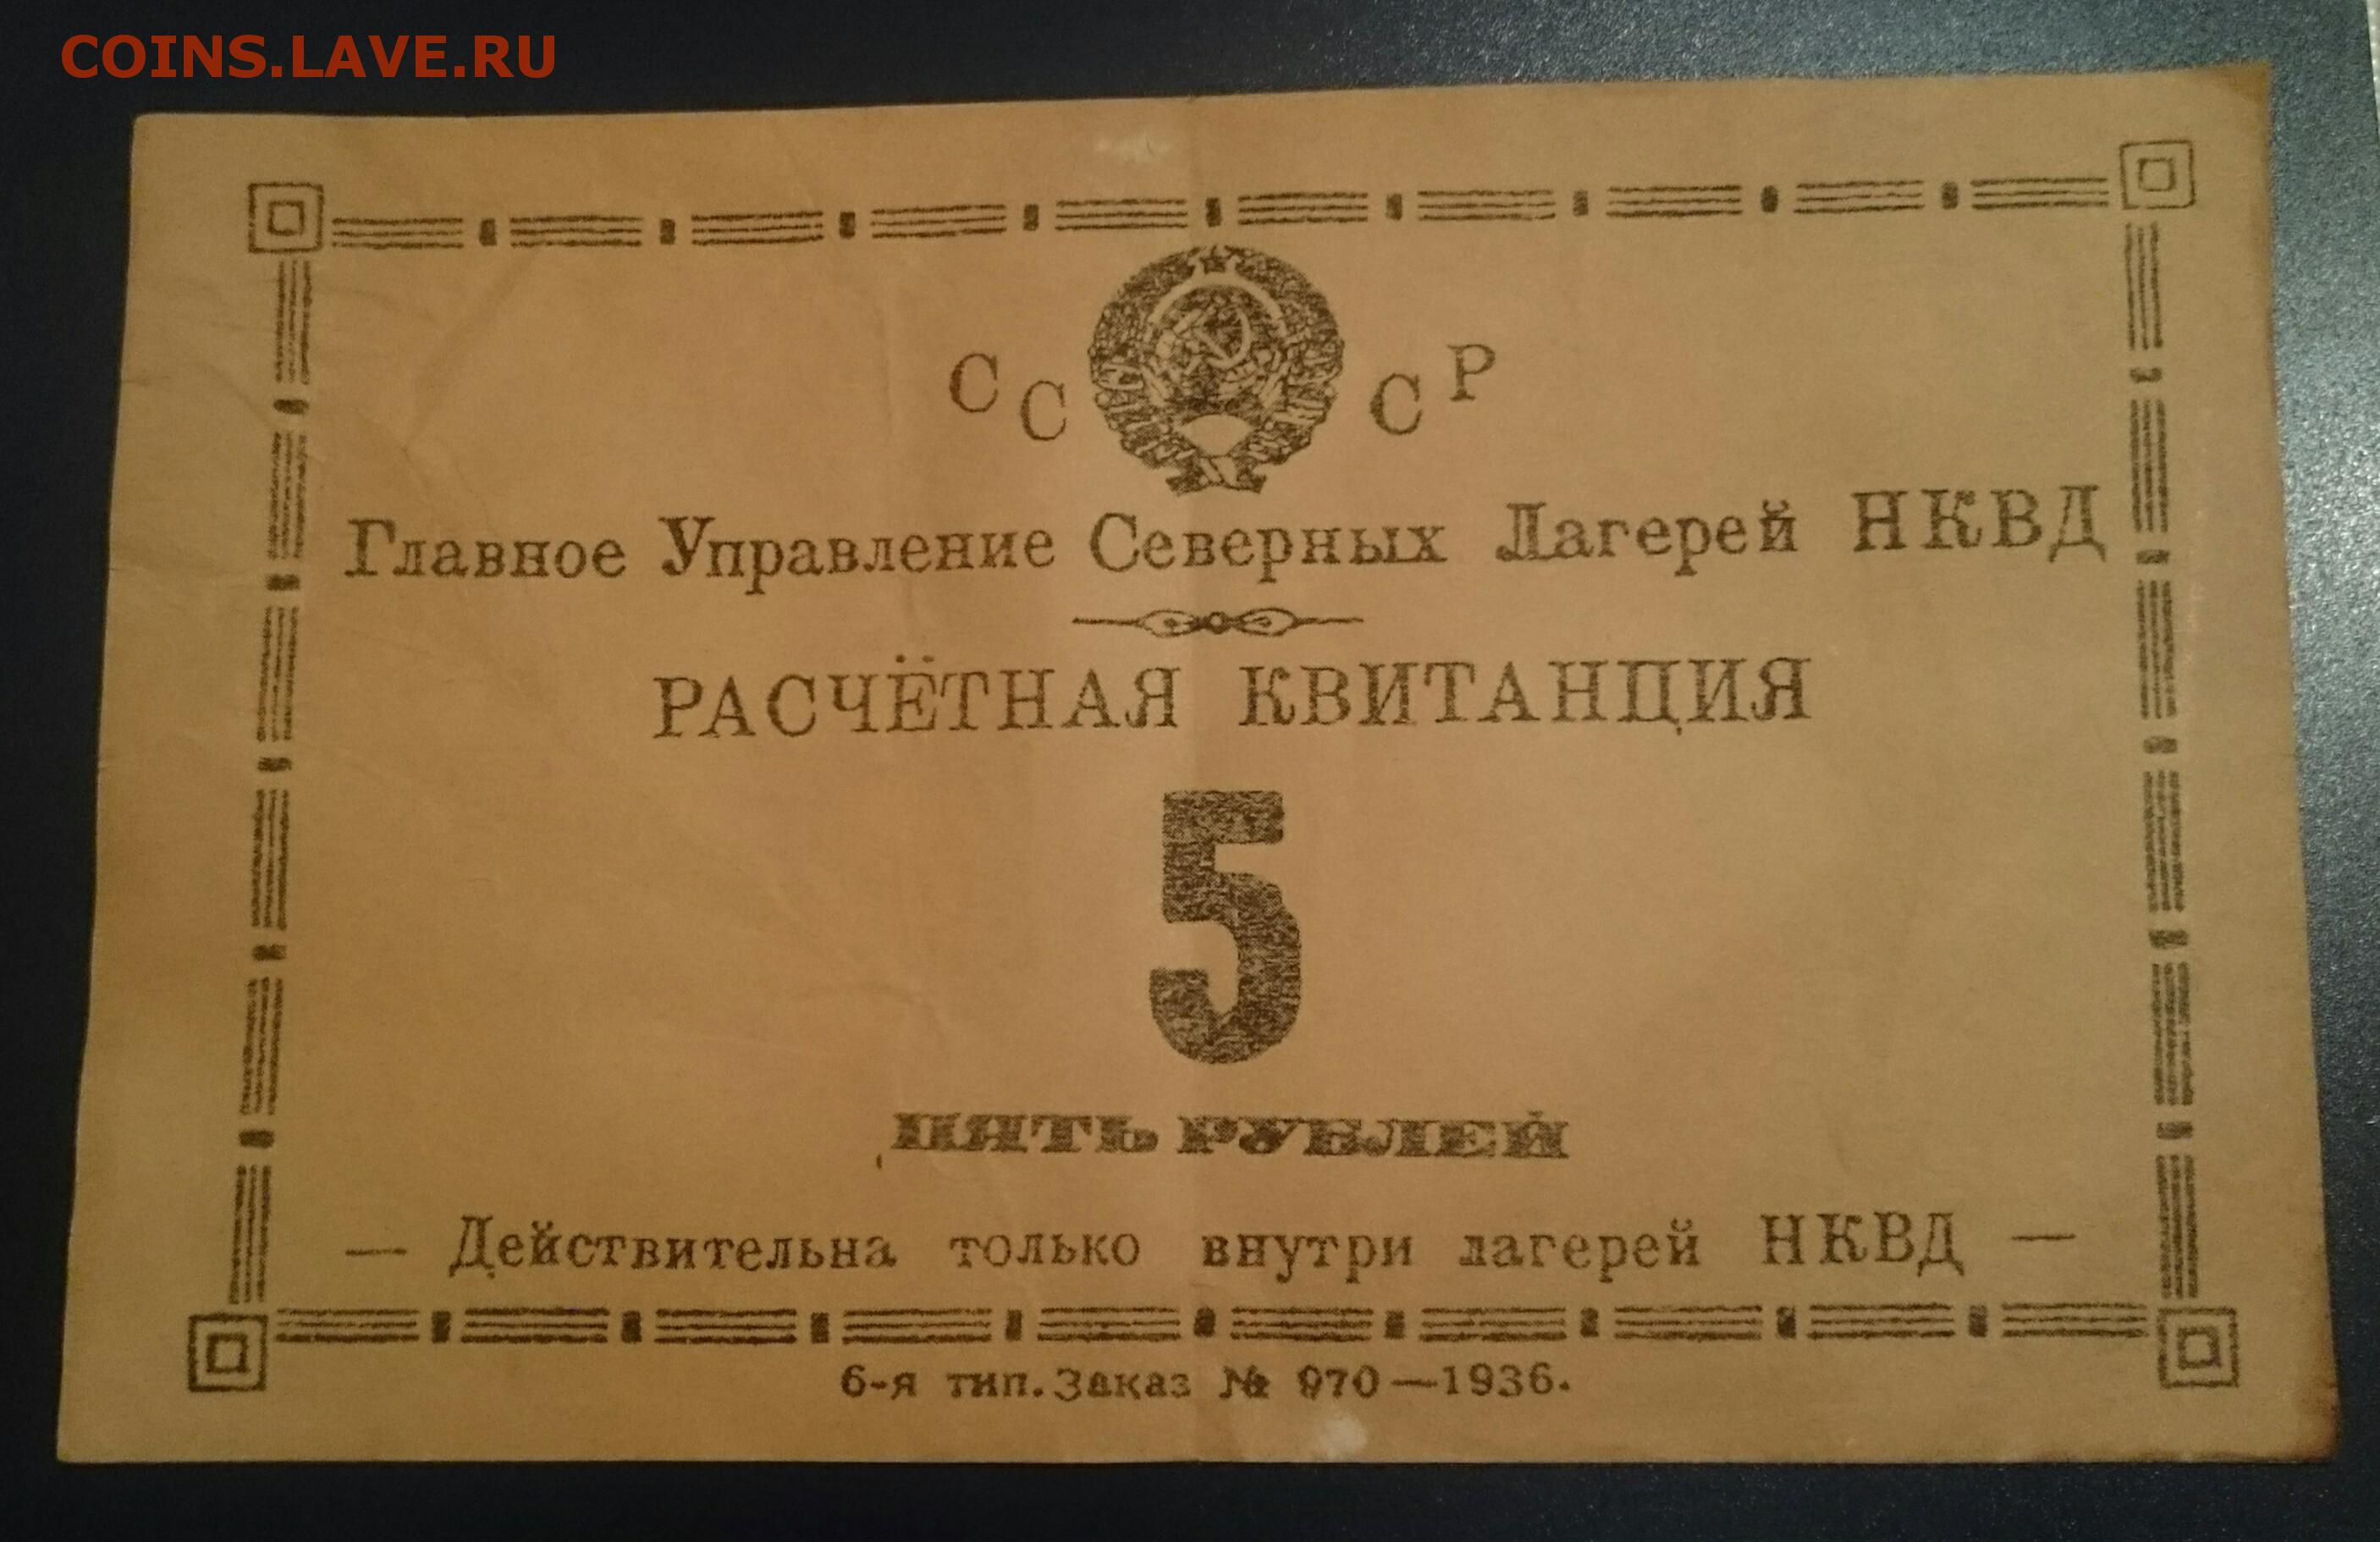 COINS.LAVE.RU
СССР
Главное Управление Северных Лагерей НКВД
РАСЧЁТНАЯ КВИТАНЦИЯ
5
ПЯТЬ РУБЛЕЙ
— Действительна только внутри лагерей НКВД —
6-я тип. Заказ № 970—1936.